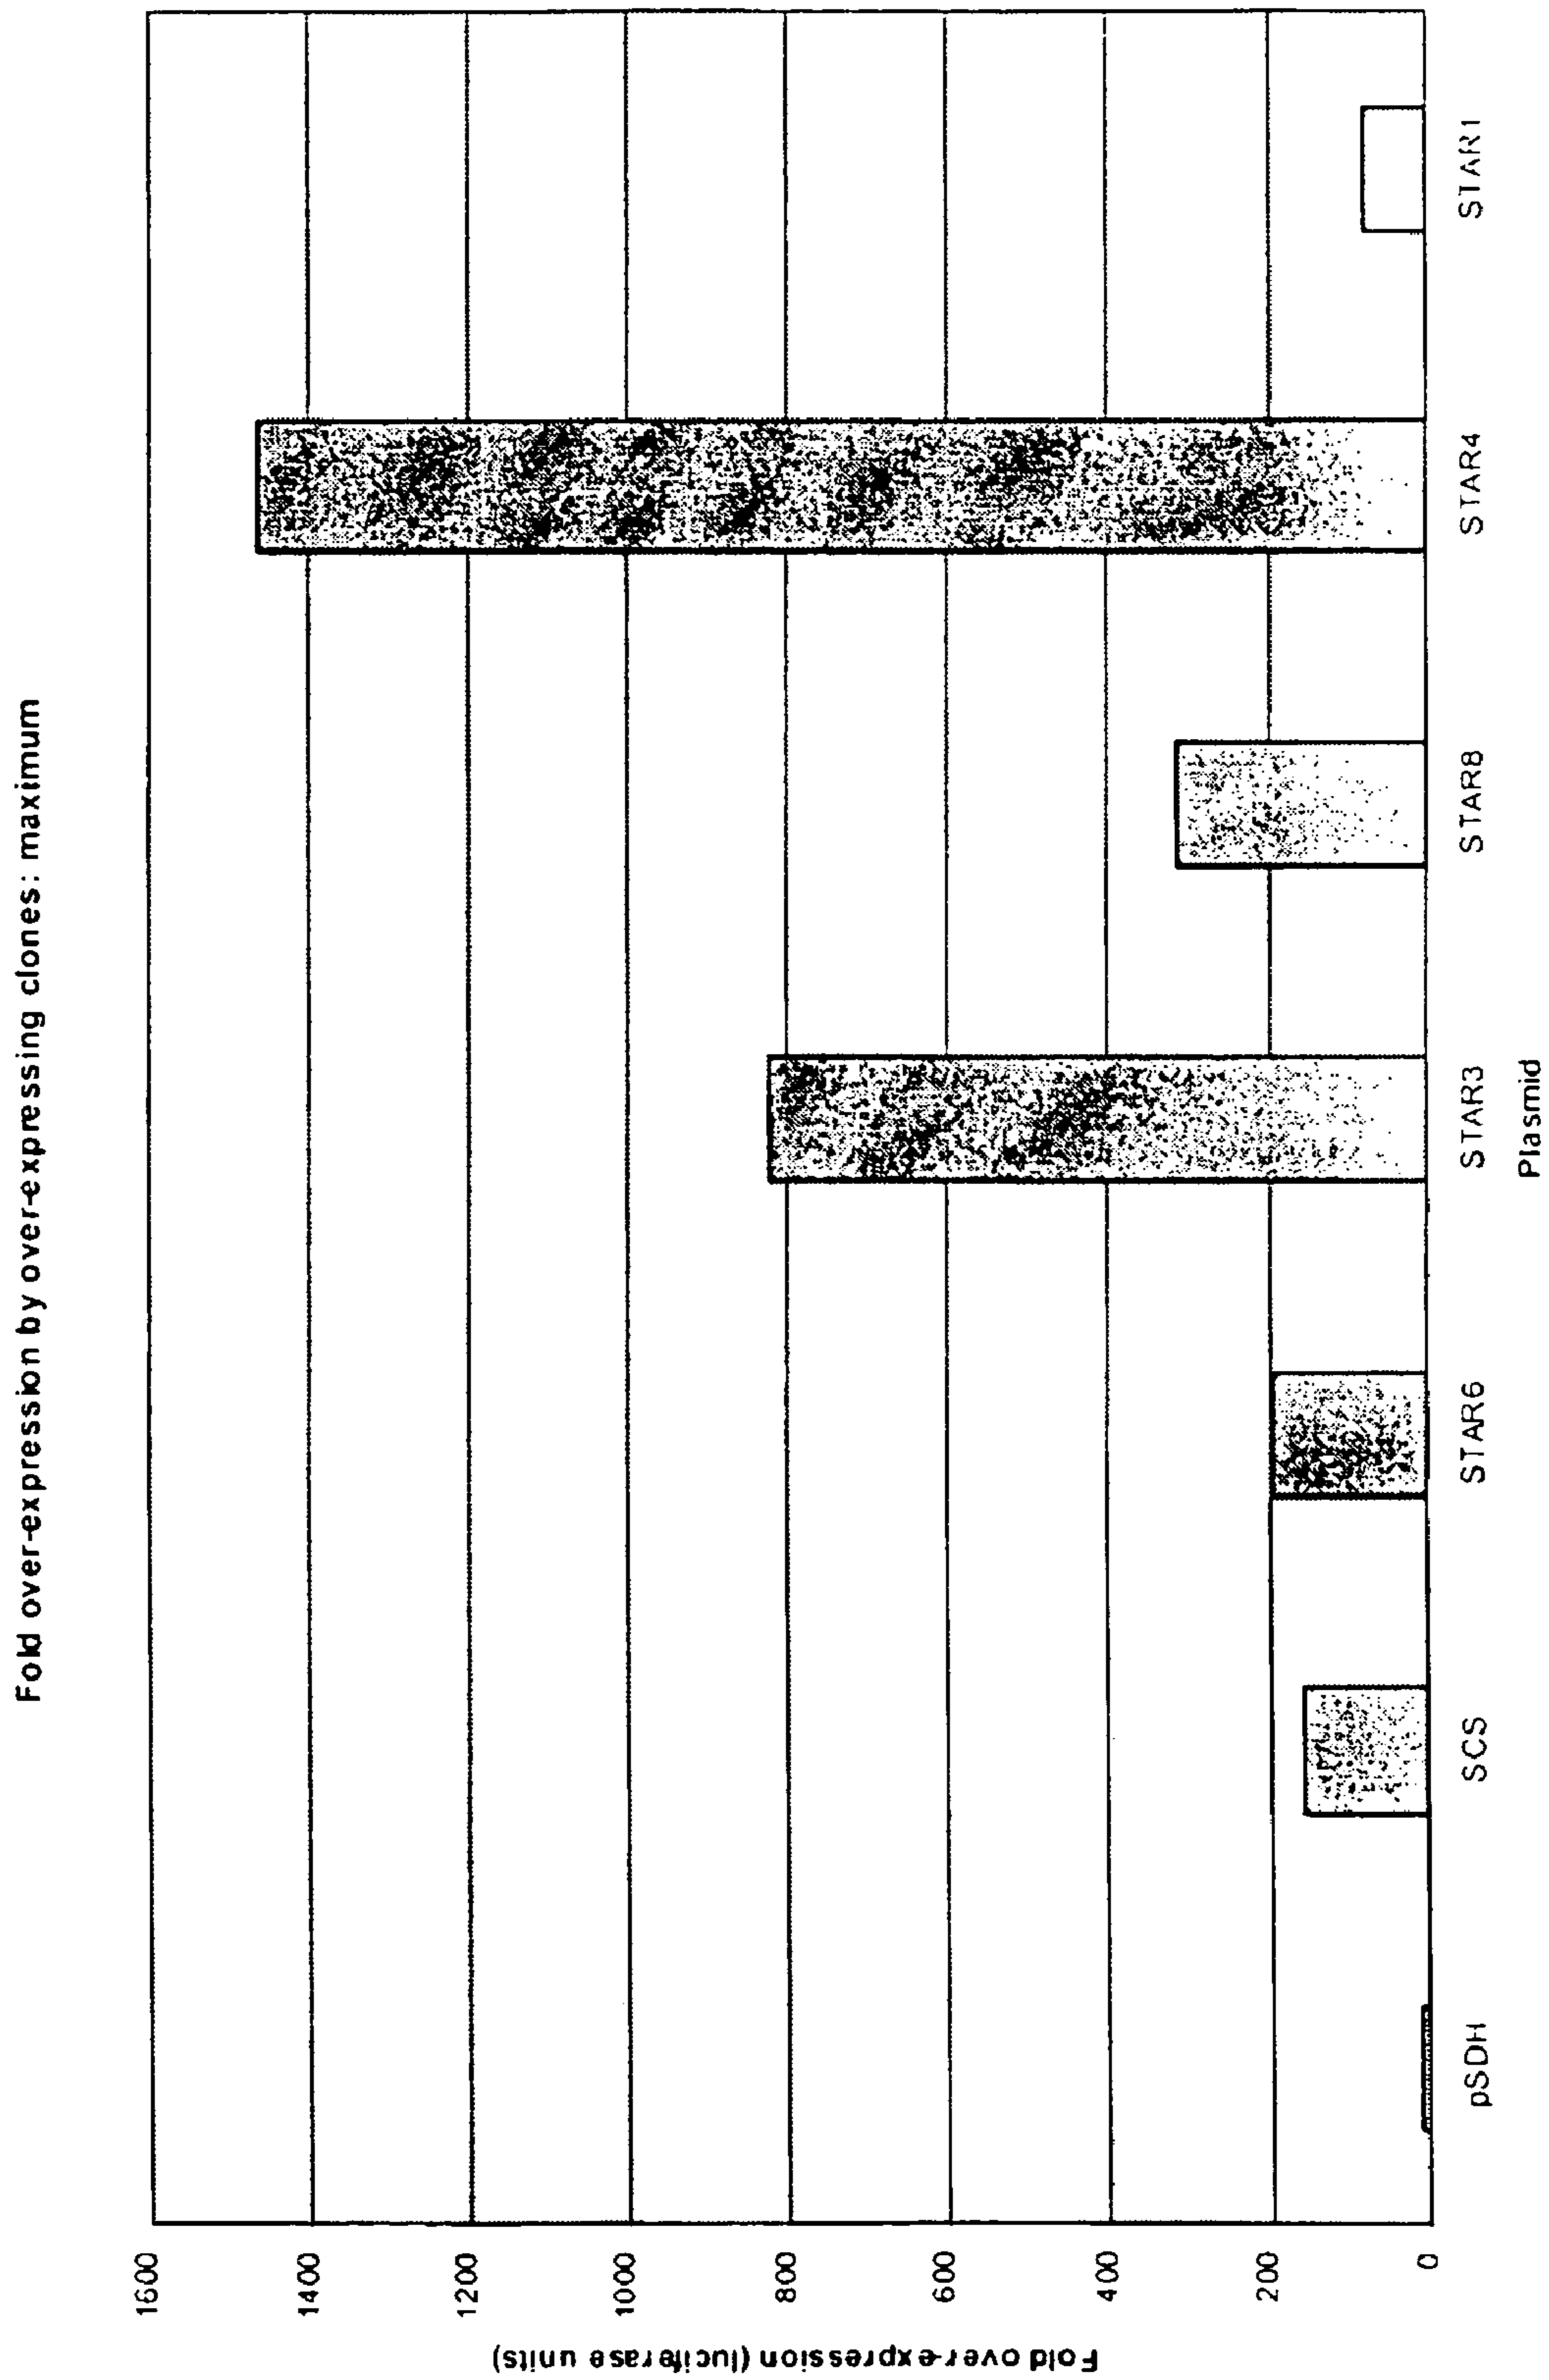 Fold over-expression by over-expressing clones: maximum
Fold over-expression (luciferase units)
1600
1400
1200
1000
800
600
400
200
0
pSDH
SCS
STAR6
STAR3
STAR8
STAR4
STAR1
Plasmid